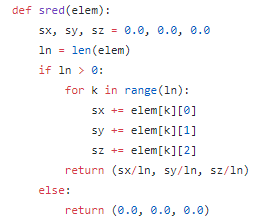 def sred(elem):
    sx, sy, sz = 0.0, 0.0, 0.0
    ln = len(elem)
    if ln > 0:
        for k in range(ln):
            sx += elem[k][0]
            sy += elem[k][1]
            sz += elem[k][2]
        return (sx/ln, sy/ln, sz/ln)
    else:
        return (0.0, 0.0, 0.0)